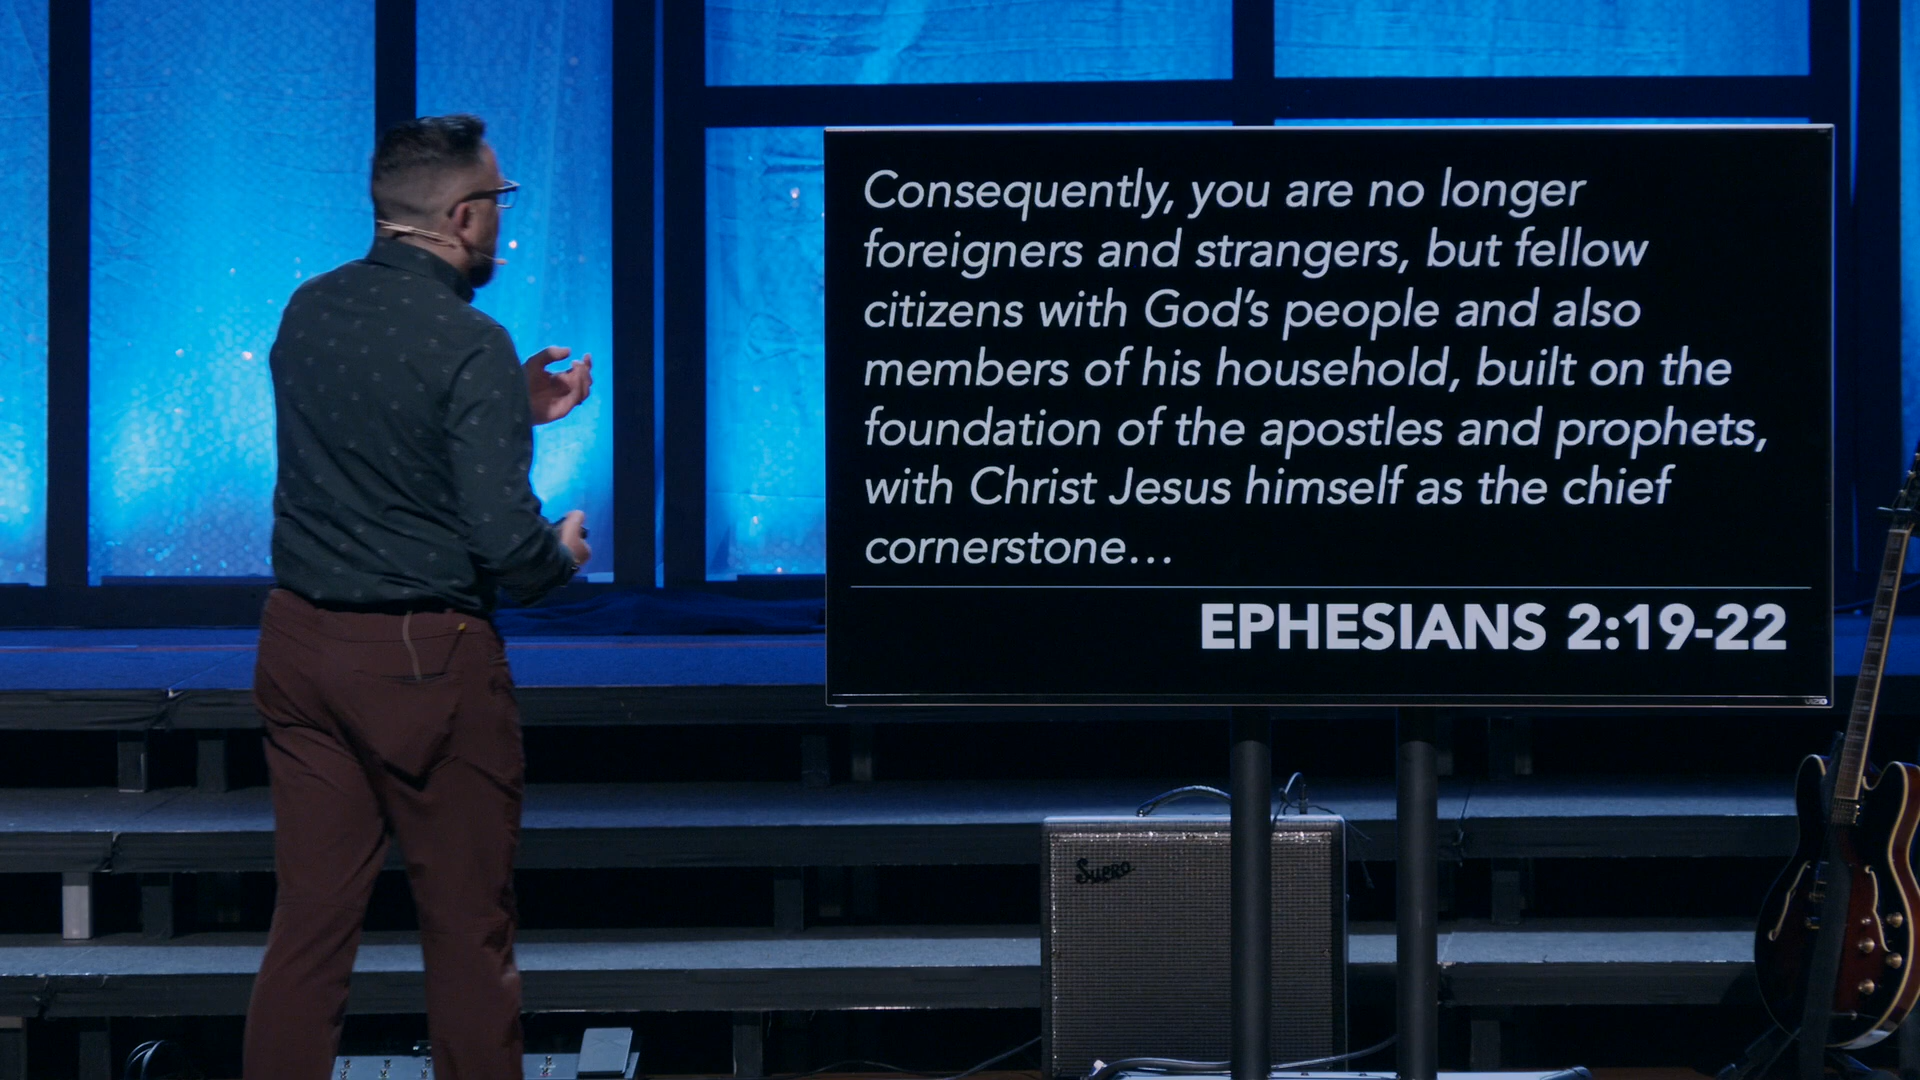 Consequently, you are no longer
foreigners and strangers, but fellow
citizens with God’s people and also
members of his household, built on the
foundation of the apostles and prophets,
with Christ Jesus himself as the chief
cornerstone…
EPHESIANS 2:19-22
VIZIO
Supro